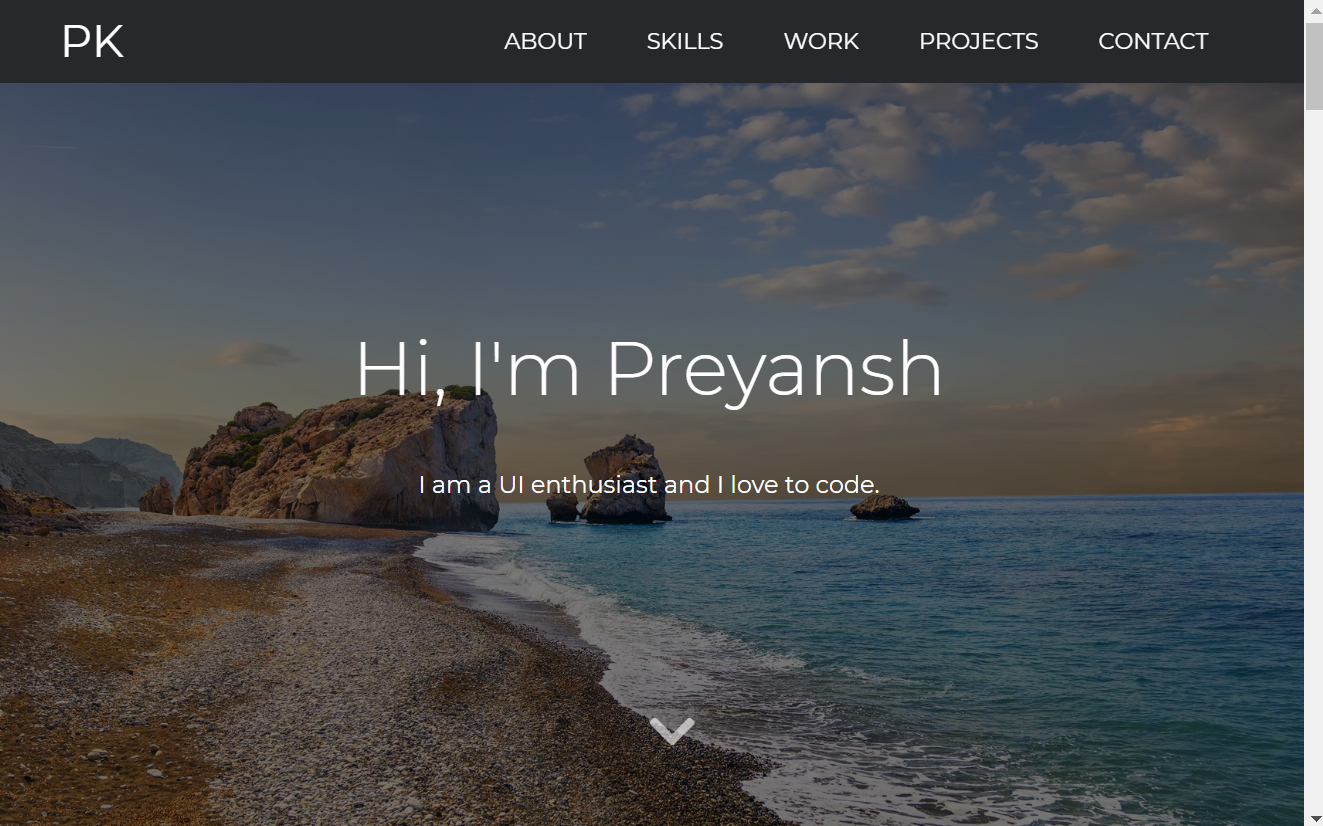 PK
ABOUT SKILLS WORK PROJECTS CONTACT
Hi, I'm Preyansh
I am a UI enthusiast and I love to code.